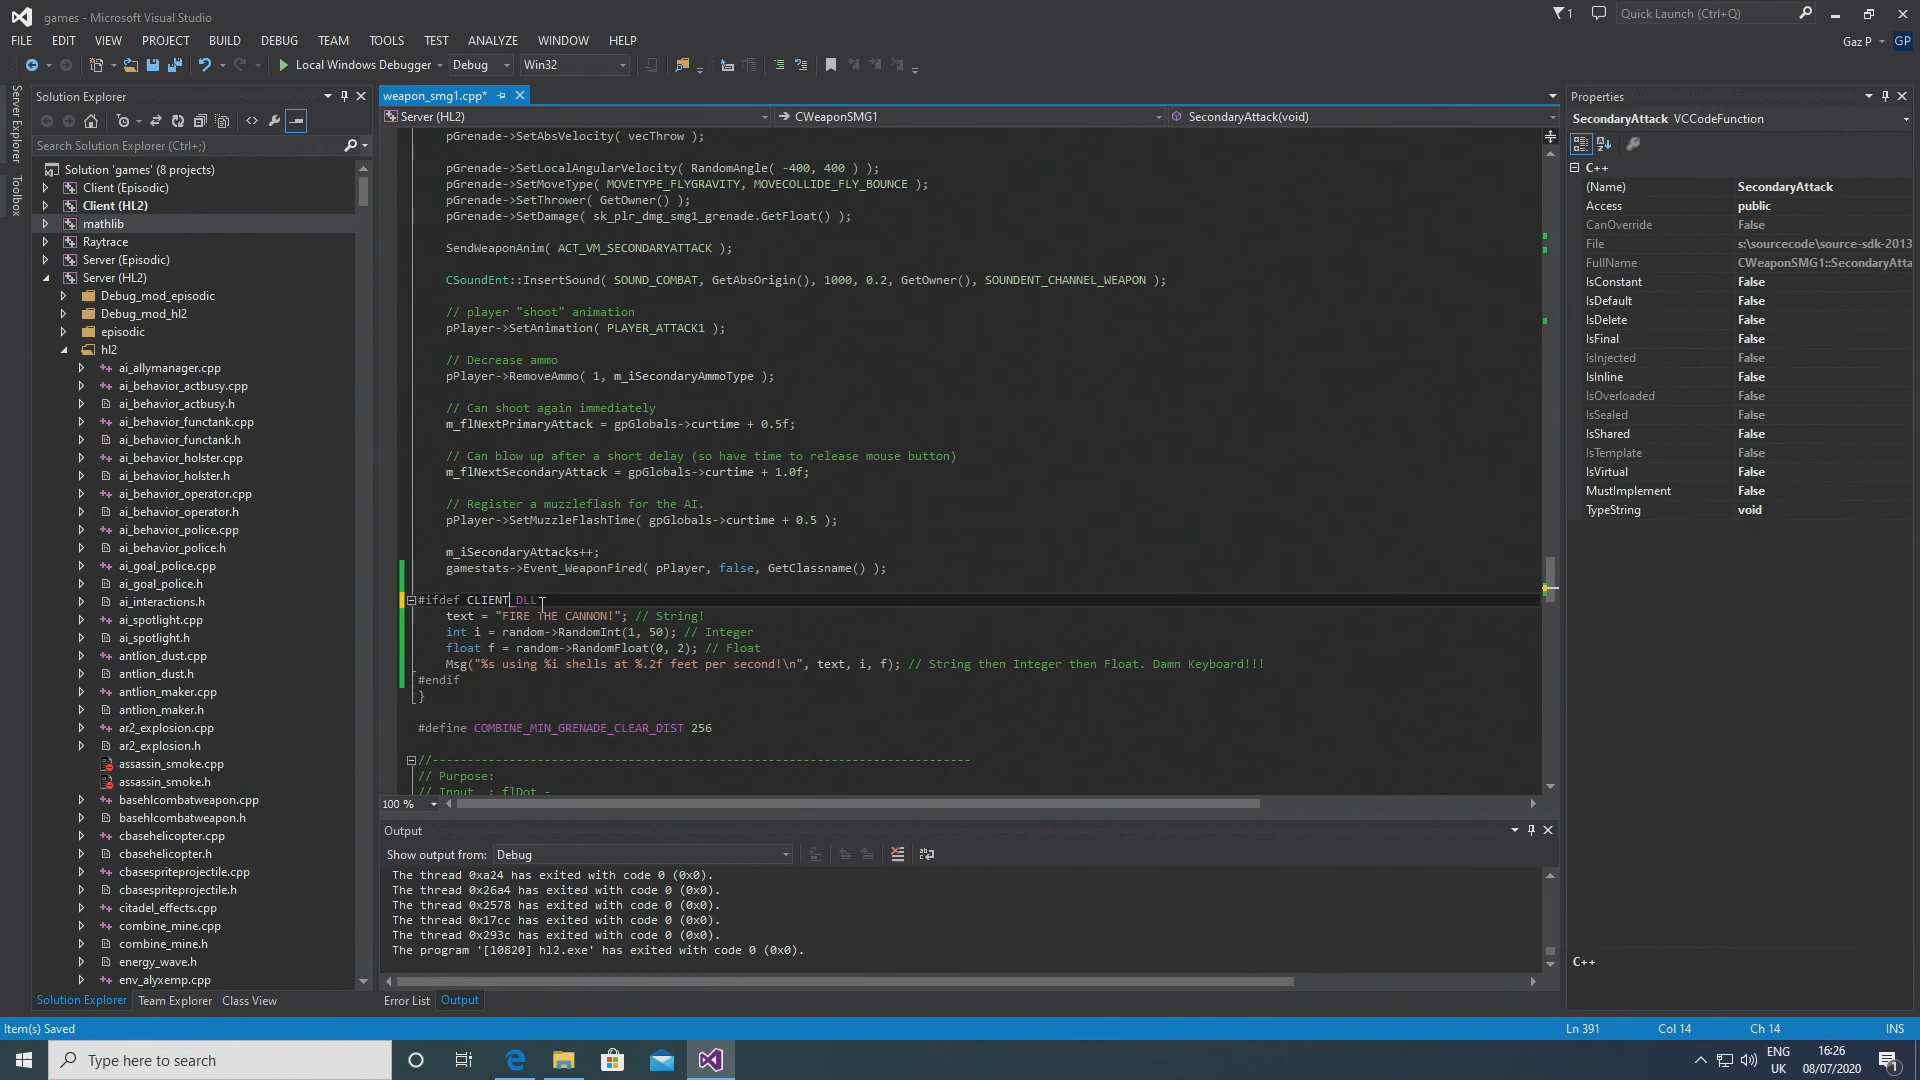 games - Microsoft Visual Studio
1
Quick Launch (Ctrl+Q)
FILE EDIT VIEW PROJECT BUILD DEBUG TEAM TOOLS TEST ANALYZE WINDOW HELP
Gaz P GP
Local Windows Debugger Debug Win32
Server Explorer
Toolbox
Solution Explorer
Search Solution Explorer (Ctrl+;)
Solution 'games' (8 projects)
Client (Episodic)
Client (HL2)
mathlib
Raytrace
Server (Episodic)
Server (HL2)
Debug_mod_episodic
Debug_mod_hl2
episodic
hl2
ai_allymanager.cpp
ai_behavior_actbusy.cpp
ai_behavior_actbusy.h
ai_behavior_functank.cpp
ai_behavior_functank.h
ai_behavior_holster.cpp
ai_behavior_holster.h
ai_behavior_operator.cpp
ai_behavior_operator.h
ai_behavior_police.cpp
ai_behavior_police.h
ai_goal_police.cpp
ai_goal_police.h
ai_interactions.h
ai_spotlight.cpp
ai_spotlight.h
antlion_dust.cpp
antlion_dust.h
antlion_maker.cpp
antlion_maker.h
ar2_explosion.cpp
ar2_explosion.h
assassin_smoke.cpp
assassin_smoke.h
basehlcombatweapon.cpp
basehlcombatweapon.h
cbasehelicopter.cpp
cbasehelicopter.h
cbasespriteprojectile.cpp
cbasespriteprojectile.h
citadel_effects.cpp
combine_mine.cpp
combine_mine.h
energy_wave.h
env_alyxemp.cpp
Solution Explorer Team Explorer Class View
weapon_smg1.cpp*
Server (HL2) CWeaponSMG1 SecondaryAttack(void)
pGrenade->SetAbsVelocity( vecThrow );
pGrenade->SetLocalAngularVelocity( RandomAngle( -400, 400 ) );
pGrenade->SetMoveType( MOVETYPE_FLYGRAVITY, MOVECOLLIDE_FLY_BOUNCE );
pGrenade->SetThrower( GetOwner() );
pGrenade->SetDamage( sk_plr_dmg_smg1_grenade.GetFloat() );
SendWeaponAnim( ACT_VM_SECONDARYATTACK );
CSoundEnt::InsertSound( SOUND_COMBAT, GetAbsOrigin(), 1000, 0.2, GetOwner(), SOUNDENT_CHANNEL_WEAPON );
// player "shoot" animation
pPlayer->SetAnimation( PLAYER_ATTACK1 );
// Decrease ammo
pPlayer->RemoveAmmo( 1, m_iSecondaryAmmoType );
// Can shoot again immediately
m_flNextPrimaryAttack = gpGlobals->curtime + 0.5f;
// Can blow up after a short delay (so have time to release mouse button)
m_flNextSecondaryAttack = gpGlobals->curtime + 1.0f;
// Register a muzzleflash for the AI.
pPlayer->SetMuzzleFlashTime( gpGlobals->curtime + 0.5 );
m_iSecondaryAttacks++;
gamestats->Event_WeaponFired( pPlayer, false, GetClassname() );
#ifdef CLIENT_DLL
text = "FIRE THE CANNON!"; // String!
int i = random->RandomInt(1, 50); // Integer
float f = random->RandomFloat(0, 2); // Float
Msg("%s using %i shells at %.2f feet per second!\n", text, i, f); // String then Integer then Float. Damn Keyboard!!!
#endif
}
#define COMBINE_MIN_GRENADE_CLEAR_DIST 256
//-----------------------------------------------------------------------------
// Purpose:
// Input : flDot -
100 %
Output
Show output from: Debug
The thread 0xa24 has exited with code 0 (0x0).
The thread 0x26a4 has exited with code 0 (0x0).
The thread 0x2578 has exited with code 0 (0x0).
The thread 0x17cc has exited with code 0 (0x0).
The thread 0x293c has exited with code 0 (0x0).
The program '[10820] hl2.exe' has exited with code 0 (0x0).
Error List Output
Properties
SecondaryAttack VCCodeFunction
C++
(Name) SecondaryAttack
Access public
CanOverride False
File s:\sourcecode\source-sdk-2013
FullName CWeaponSMG1::SecondaryAtta
IsConstant False
IsDefault False
IsDelete False
IsFinal False
IsInjected False
IsInline False
IsOverloaded False
IsSealed False
IsShared False
IsTemplate False
IsVirtual False
MustImplement False
TypeString void
C++
Item(s) Saved Ln 391 Col 14 Ch 14 INS
Type here to search
ENG
UK
16:26
08/07/2020
1